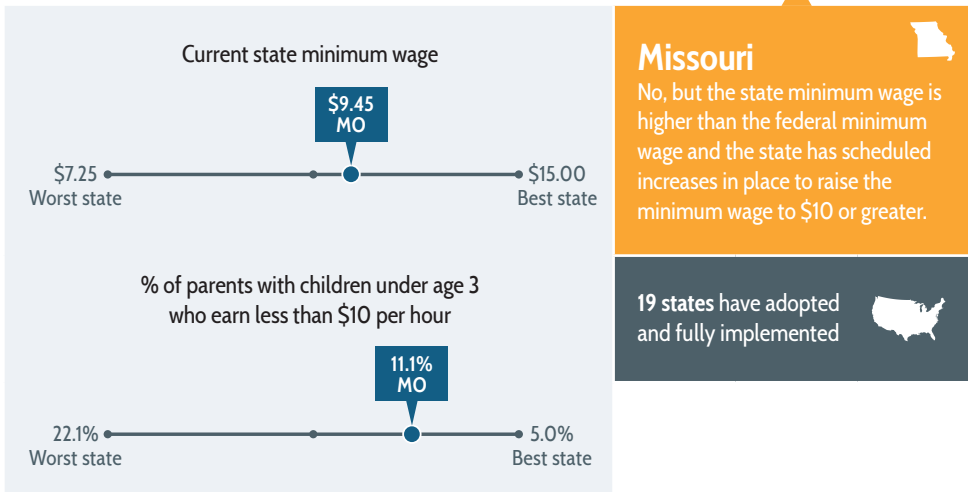 Current state minimum wage
$9.45
MO
$7.25
Worst state
$15.00
Best state
% of parents with children under age 3
who earn less than $10 per hour
11.1%
MO
22.1%
Worst state
5.0%
Best state
Missouri
No, but the state minimum wage is
higher than the federal minimum
wage and the state has scheduled
increases in place to raise the
minimum wage to $10 or greater.
19 states have adopted
and fully implemented